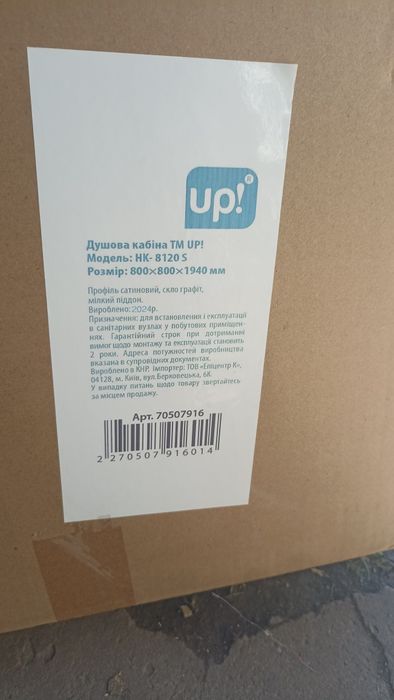 up!®
Душова кабіна ТМ UP!
Модель: HK- 8120 S
Розмір: 800×800×1940 мм
Профіль сатиновий, скло графіт,
мілкий піддон.
Вироблено: 2024р.
Призначення: для встановлення і експлуатації
в санітарних вузлах у побутових приміщен-
нях. Гарантійний строк при дотриманні
вимог щодо монтажу та експлуатації становить
2 роки. Адреса потужностей виробництва
вказана в супровідних документах.
Вироблено в КНР. Імпортер: ТОВ «Епіцентр К»,
04128, м. Київ, вул.Берковецька, 6К.
У випадку питань щодо товару звертайтесь
за місцем продажу.
Арт. 70507916
2 270507 916014